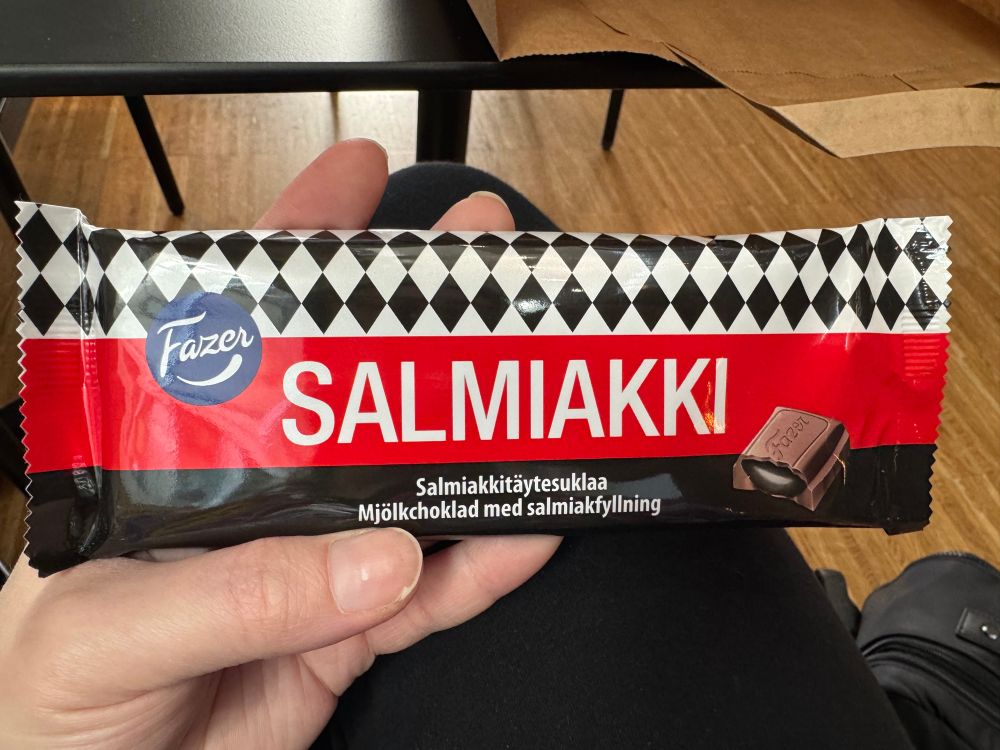 Fazer
SALMIAKKI
Fazer
Salmiakkitäytesuklaa
Mjölkchoklad med salmiakfyllning